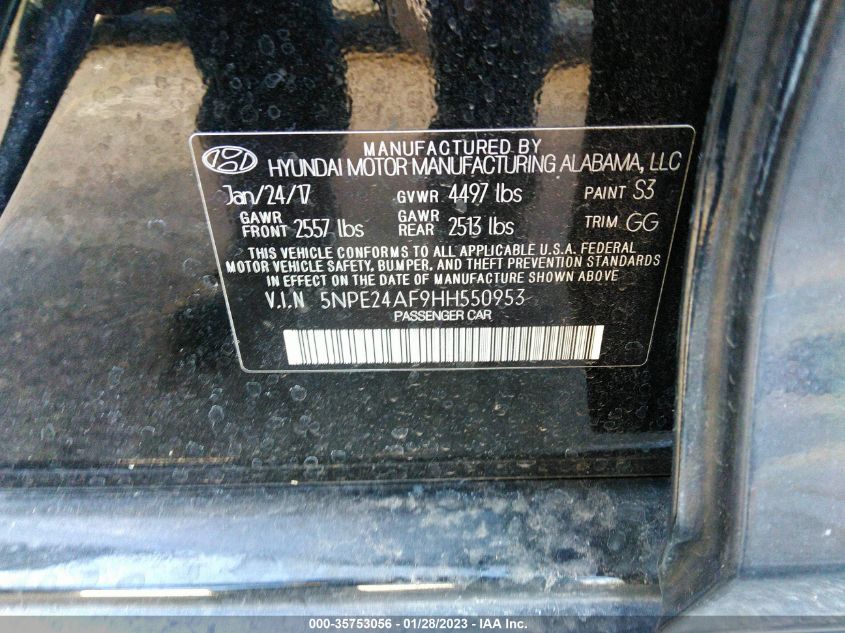 MANUFACTURED BY
HYUNDAI MOTOR MANUFACTURING ALABAMA, LLC
Jan/24/17 GVWR 4497 lbs PAINT S3
GAWR FRONT 2557 lbs GAWR REAR 2513 lbs TRIM GG
THIS VEHICLE CONFORMS TO ALL APPLICABLE U.S.A. FEDERAL
MOTOR VEHICLE SAFETY, BUMPER, AND THEFT PREVENTION STANDARDS
IN EFFECT ON THE DATE OF MANUFACTURE SHOWN ABOVE
V.I.N 5NPE24AF9HH550953
PASSENGER CAR
000-35753056 - 01/28/2023 - IAA Inc.